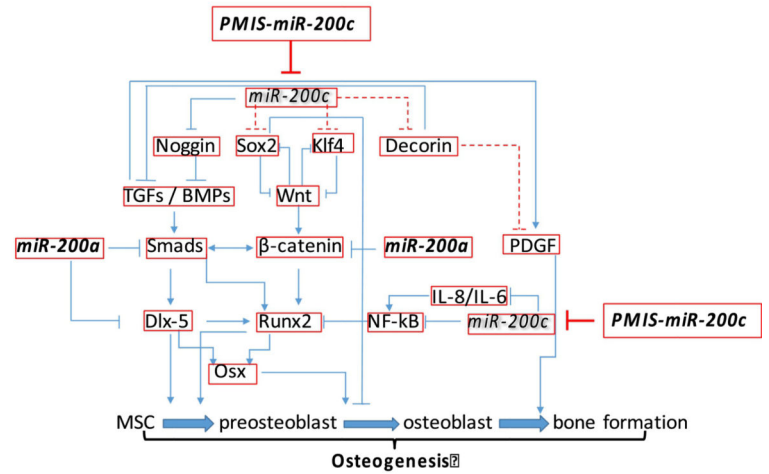 PMIS-miR-200c
miR-200c
Noggin Sox2 Klf4 Decorin
TGFs / BMPs Wnt
miR-200a Smads β-catenin miR-200a PDGF
IL-8/IL-6
Dlx-5 Runx2 NF-kB miR-200c PMIS-miR-200c
Osx
MSC preosteoblast osteoblast bone formation
Osteogenesis⍰